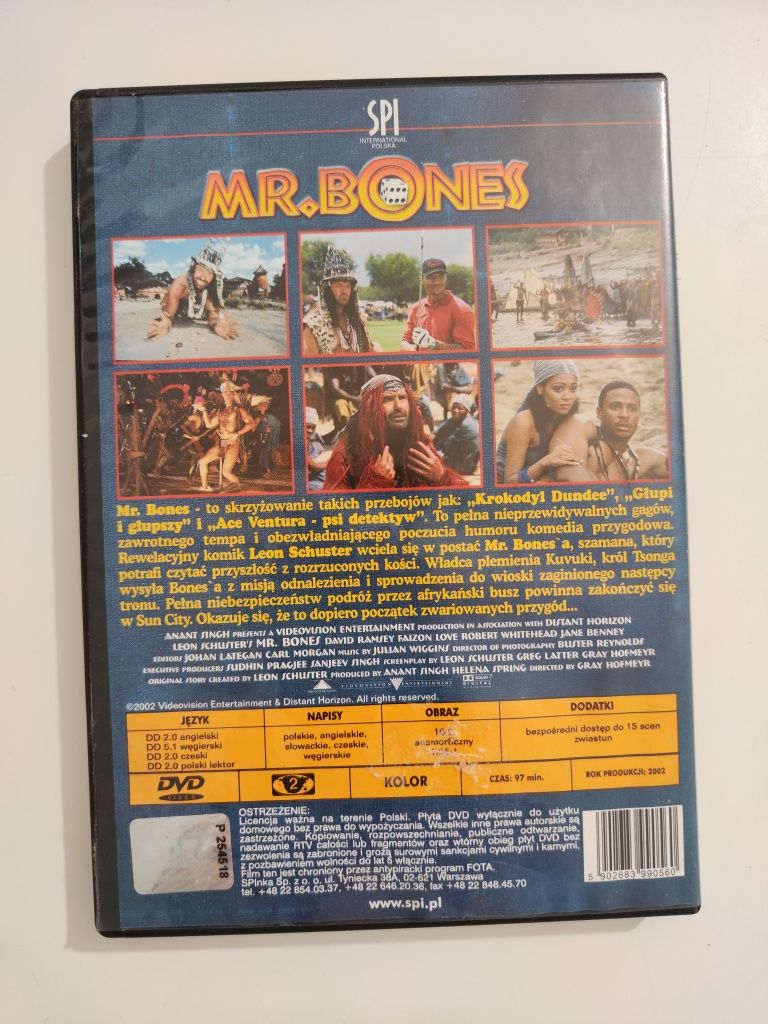 SPI
INTERNATIONAL
POLSKA
MR. BONES
Mr. Bones - to skrzyżowanie takich przebojów jak: „Krokodyl Dundee”, „Głupi
i głupszy” i „Ace Ventura - psi detektyw”. To pełna nieprzewidywalnych gagów,
zawrotnego tempa i obezwładniającego poczucia humoru komedia przygodowa.
Rewelacyjny komik Leon Schuster wciela się w postać Mr. Bones`a, szamana, który
potrafi czytać przyszłość z rozrzuconych kości. Władca plemienia Kuvuki, król Tsonga
wysyła Bones`a z misją odnalezienia i sprowadzenia do wioski zaginionego następcy
tronu. Pełna niebezpieczeństw podróż przez afrykański busz powinna zakończyć się
w Sun City. Okazuje się, że to dopiero początek zwariowanych przygód...
ANANT SINGH PRESENTS A VIDEOVISION ENTERTAINMENT PRODUCTION IN ASSOCIATION WITH DISTANT HORIZON
LEON SCHUSTER'S MR. BONES DAVID RAMSEY FAIZON LOVE ROBERT WHITEHEAD JANE BENNEY
EDITORS JOHAN LATEGAN CARL MORGAN MUSIC BY JULIAN WIGGINS DIRECTOR OF PHOTOGRAPHY BUSTER REYNOLDS
EXECUTIVE PRODUCERS SUDHIN PRAGJEE SANJEEV SINGH SCREENPLAY BY LEON SCHUSTER GREG LATTER GRAY HOFMEYR
ORIGINAL STORY CREATED BY LEON SCHUSTER PRODUCED BY ANANT SINGH HELENA SPRING DIRECTED BY GRAY HOFMEYR
VIDEOVISION ENTERTAINMENT DOLBY DIGITAL
©2002 Videovision Entertainment & Distant Horizon. All rights reserved.
JĘZYK
DD 2.0 angielski
DD 5.1 węgierski
DD 2.0 czeski
DD 2.0 polski lektor
NAPISY
polskie, angielskie,
słowackie, czeskie,
węgierskie
OBRAZ
anamorficzny
DODATKI
bezpośredni dostęp do 15 scen
zwiastun
DVD
VIDEO
2
KOLOR
CZAS: 97 min.
ROK PRODUKCJI: 2002
P 254518
OSTRZEŻENIE:
Licencja ważna na terenie Polski. Płyta DVD wyłącznie do użytku
domowego bez prawa do wypożyczania. Wszelkie inne prawa autorskie są
zastrzeżone. Kopiowanie, rozpowszechnianie, publiczne odtwarzanie,
nadawanie RTV całości lub fragmentów oraz wtórny obieg płyt DVD bez
zezwolenia są zabronione i grożą surowymi sankcjami cywilnymi i karnymi,
z pozbawieniem wolności do lat 5 włącznie.
Film ten jest chroniony przez antypiracki program FOTA.
SPInka Sp. z o. o. ul. Tyniecka 38A, 02-621 Warszawa
tel. +48 22 854.03.37, +48 22 646.20.36, fax +48 22 848.45.70
www.spi.pl
5 902683 990560